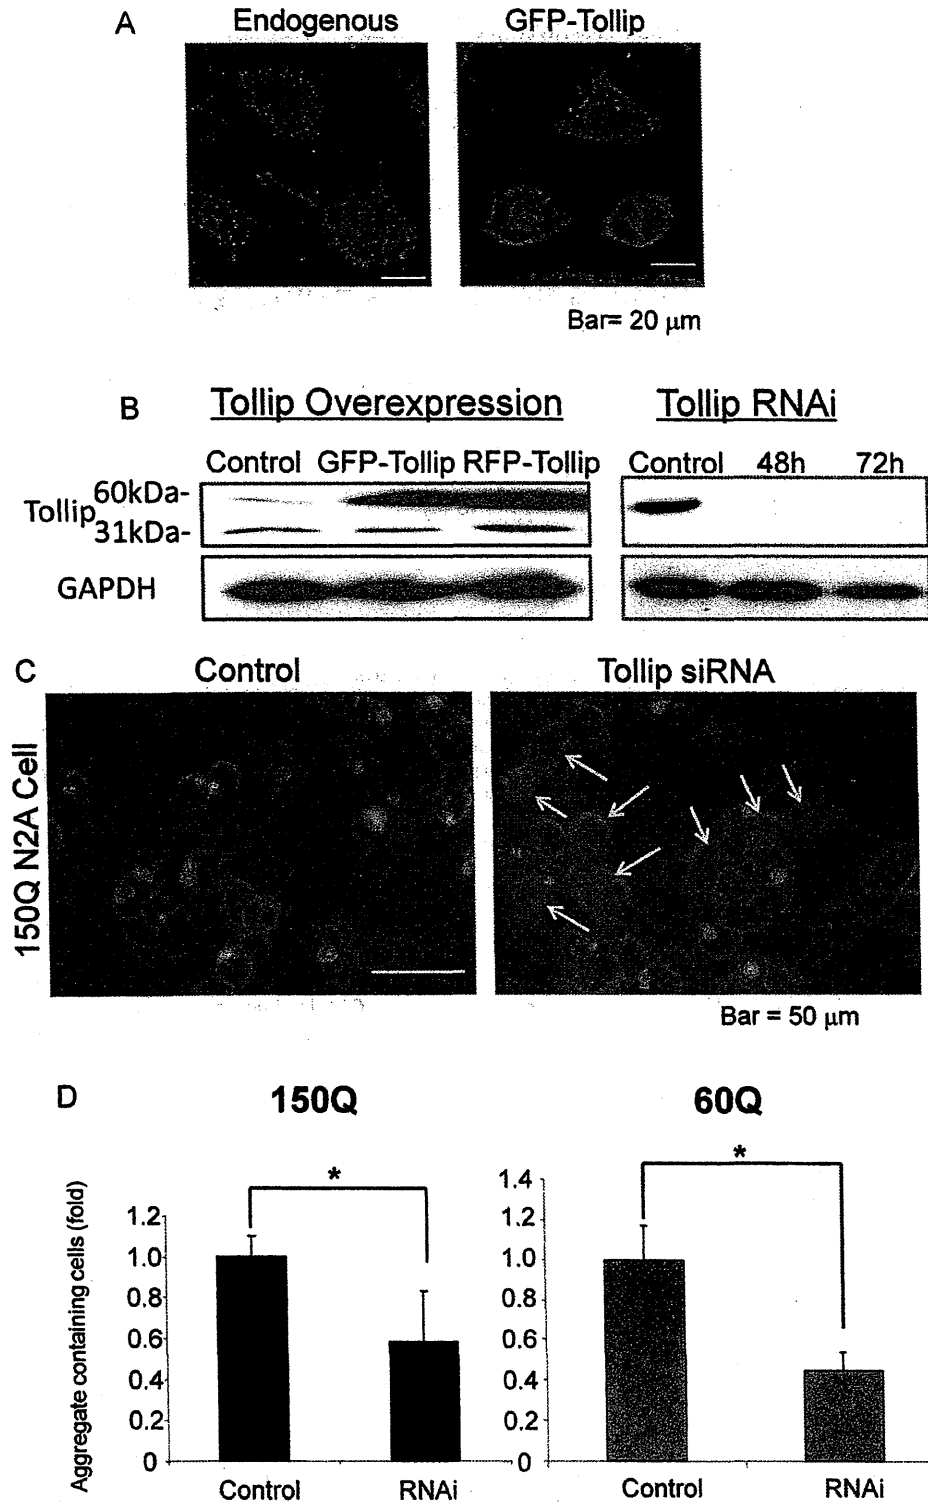 A
Endogenous GFP-Tollip
Bar= 20 μm
B
Tollip Overexpression Tollip RNAi
Control GFP-Tollip RFP-Tollip Control 48h 72h
Tollip
60kDa-
31kDa-
GAPDH
C
Control Tollip siRNA
150Q N2A Cell
Bar = 50 μm
D
150Q 60Q
Aggregate containing cells (fold)
* *
1.2
1.0
0.8
0.6
0.4
0.2
0
Control RNAi
1.4
1.2
1.0
0.8
0.6
0.4
0.2
0
Control RNAi